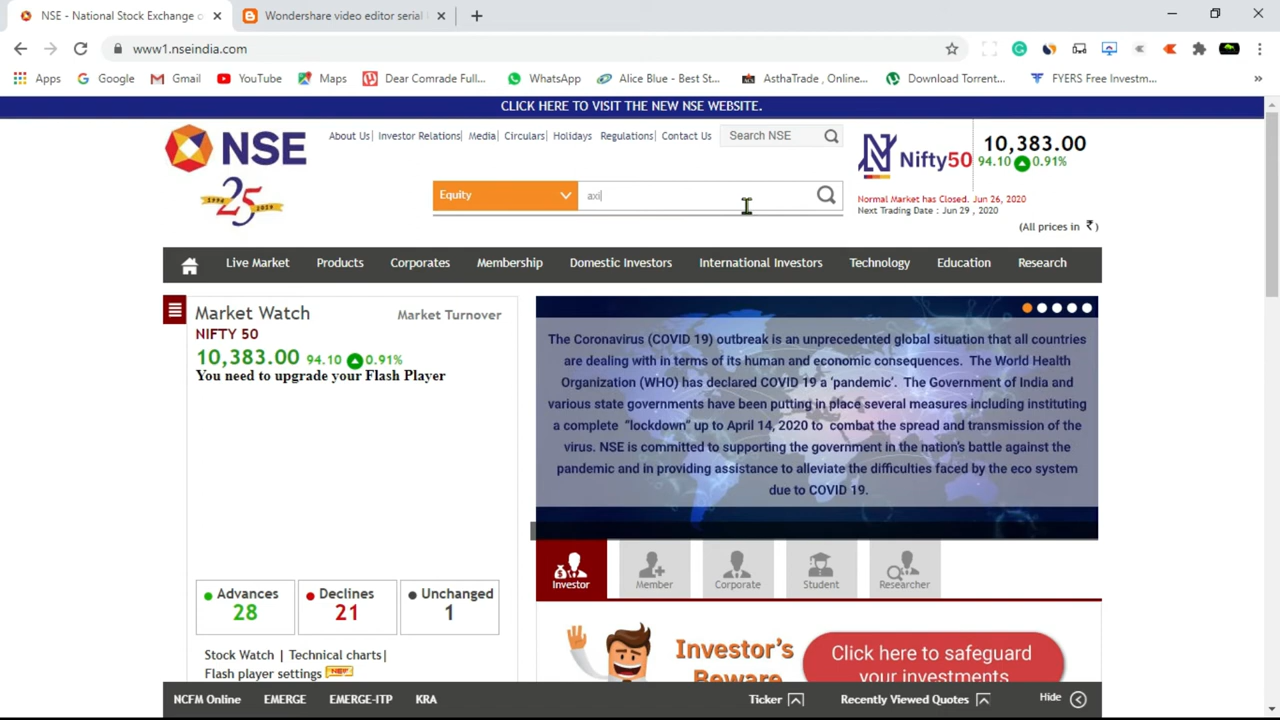 NSE - National Stock Exchange o
Wondershare video editor serial
www1.nseindia.com
Apps Google Gmail YouTube Maps Dear Comrade Full... WhatsApp Alice Blue - Best St... AsthaTrade , Online... Download Torrent... FYERS Free Investm...
CLICK HERE TO VISIT THE NEW NSE WEBSITE.
NSE
1994 25 2020
About Us| Investor Relations| Media| Circulars| Holidays Regulations| Contact Us
Search NSE
Nifty50
10,383.00
94.10 0.91%
Equity
axi
Normal Market has Closed. Jun 26, 2020
Next Trading Date : Jun 29 , 2020
(All prices in ₹ )
Live Market Products Corporates Membership Domestic Investors International Investors Technology Education Research
Market Watch
Market Turnover
NIFTY 50
10,383.00 94.10 0.91%
You need to upgrade your Flash Player
The Coronavirus (COVID 19) outbreak is an unprecedented global situation that all countries
are dealing with in terms of its human and economic consequences. The World Health
Organization (WHO) has declared COVID 19 a ‘pandemic’. The Government of India and
various state governments have been putting in place several measures including instituting
a complete “lockdown” up to April 14, 2020 to combat the spread and transmission of the
virus. NSE is committed to supporting the government in the nation's battle against the
pandemic and in providing assistance to alleviate the difficulties faced by the eco system
due to COVID 19.
Investor Member Corporate Student Researcher
Advances
28
Declines
21
Unchanged
1
Stock Watch | Technical charts|
Flash player settings NEW
Investor's
Beware
Click here to safeguard
your investments
NCFM Online EMERGE EMERGE-ITP KRA
Ticker Recently Viewed Quotes Hide